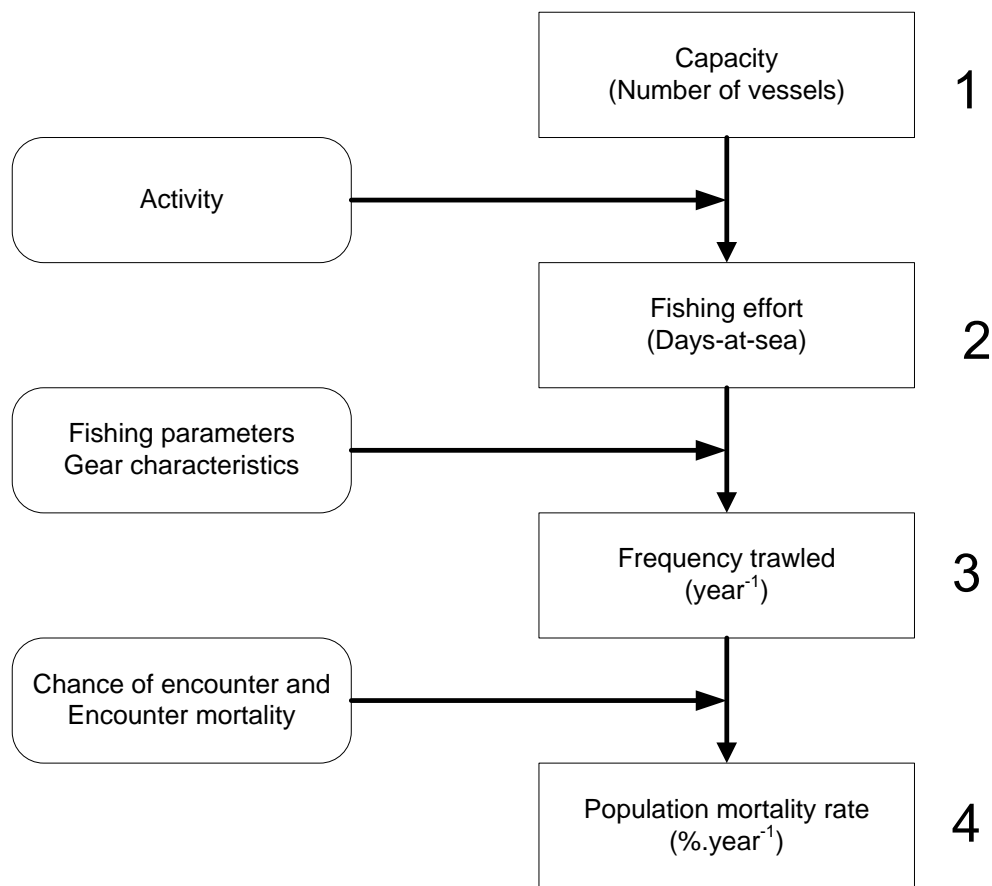 Capacity
(Number of vessels)
1
Activity
Fishing effort
(Days-at-sea)
2
Fishing parameters
Gear characteristics
Frequency trawled
(year⁻¹)
3
Chance of encounter and
Encounter mortality
Population mortality rate
(%.year⁻¹)
4